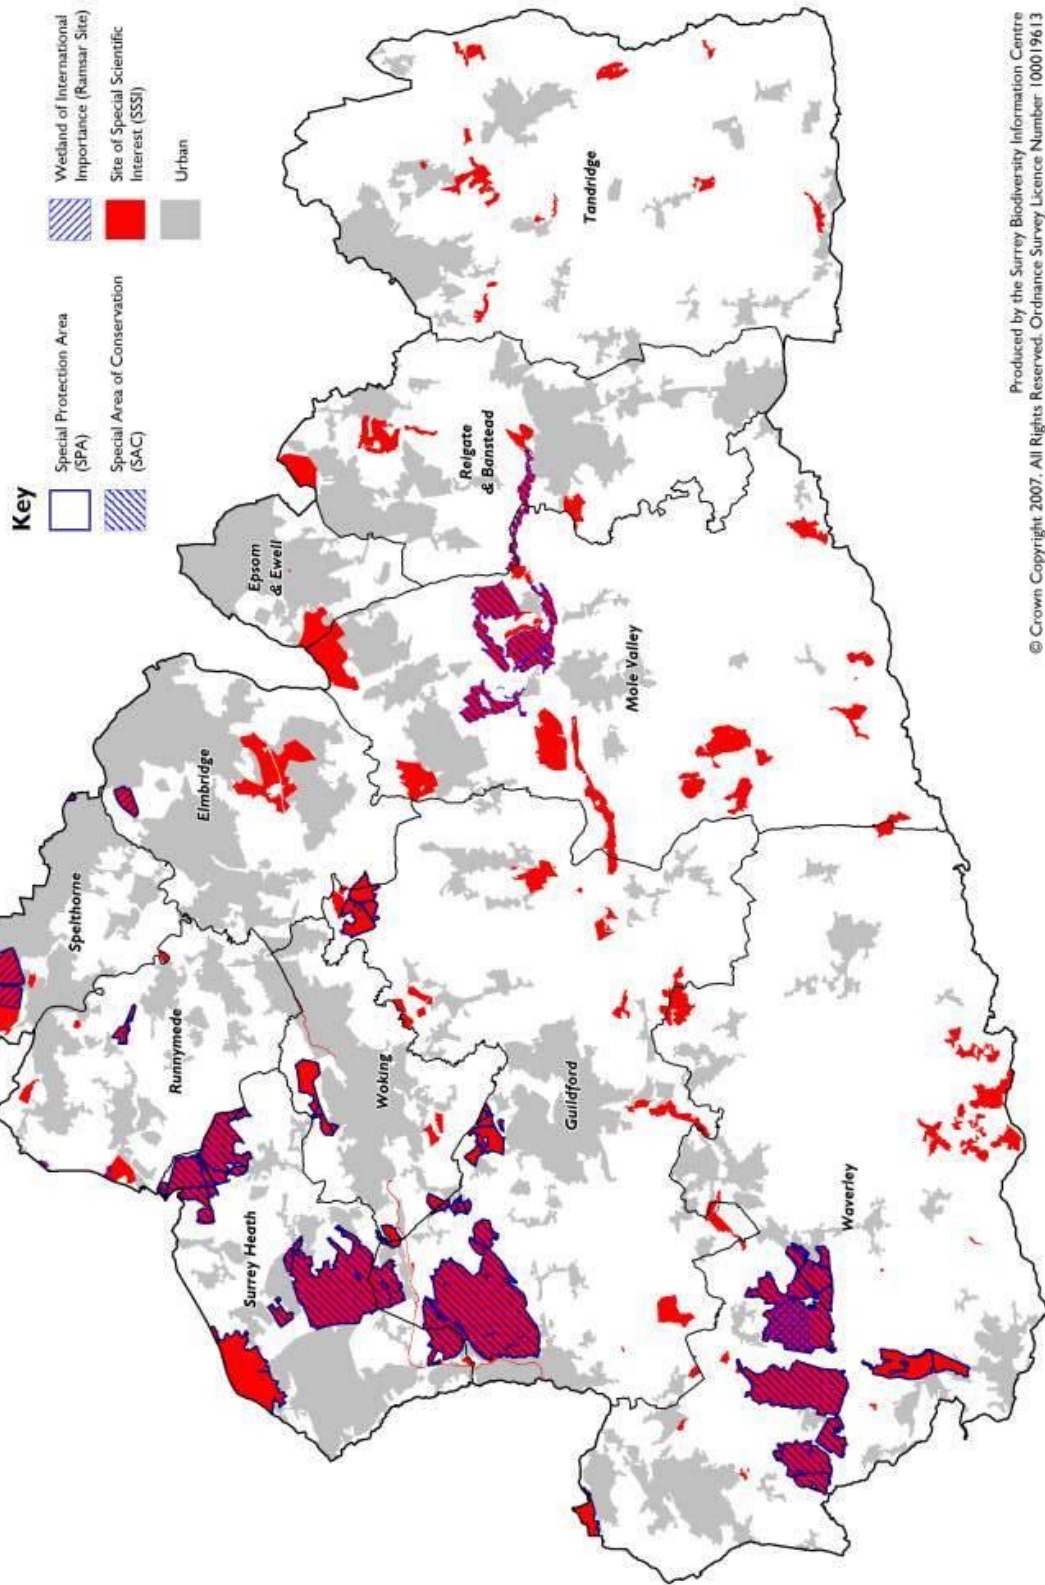 Key
Special Protection Area
(SPA)
Special Area of Conservation
(SAC)
Wetland of International
Importance (Ramsar Site)
Site of Special Scientific
Interest (SSSI)
Urban
Spelthorne
Runnymede
Elmbridge
Epsom
& Ewell
Surrey Heath
Woking
Reigate
& Banstead
Tandridge
Guildford
Mole Valley
Waverley
Produced by the Surrey Biodiversity Information Centre
© Crown Copyright 2007. All Rights Reserved. Ordnance Survey Licence Number 100019613